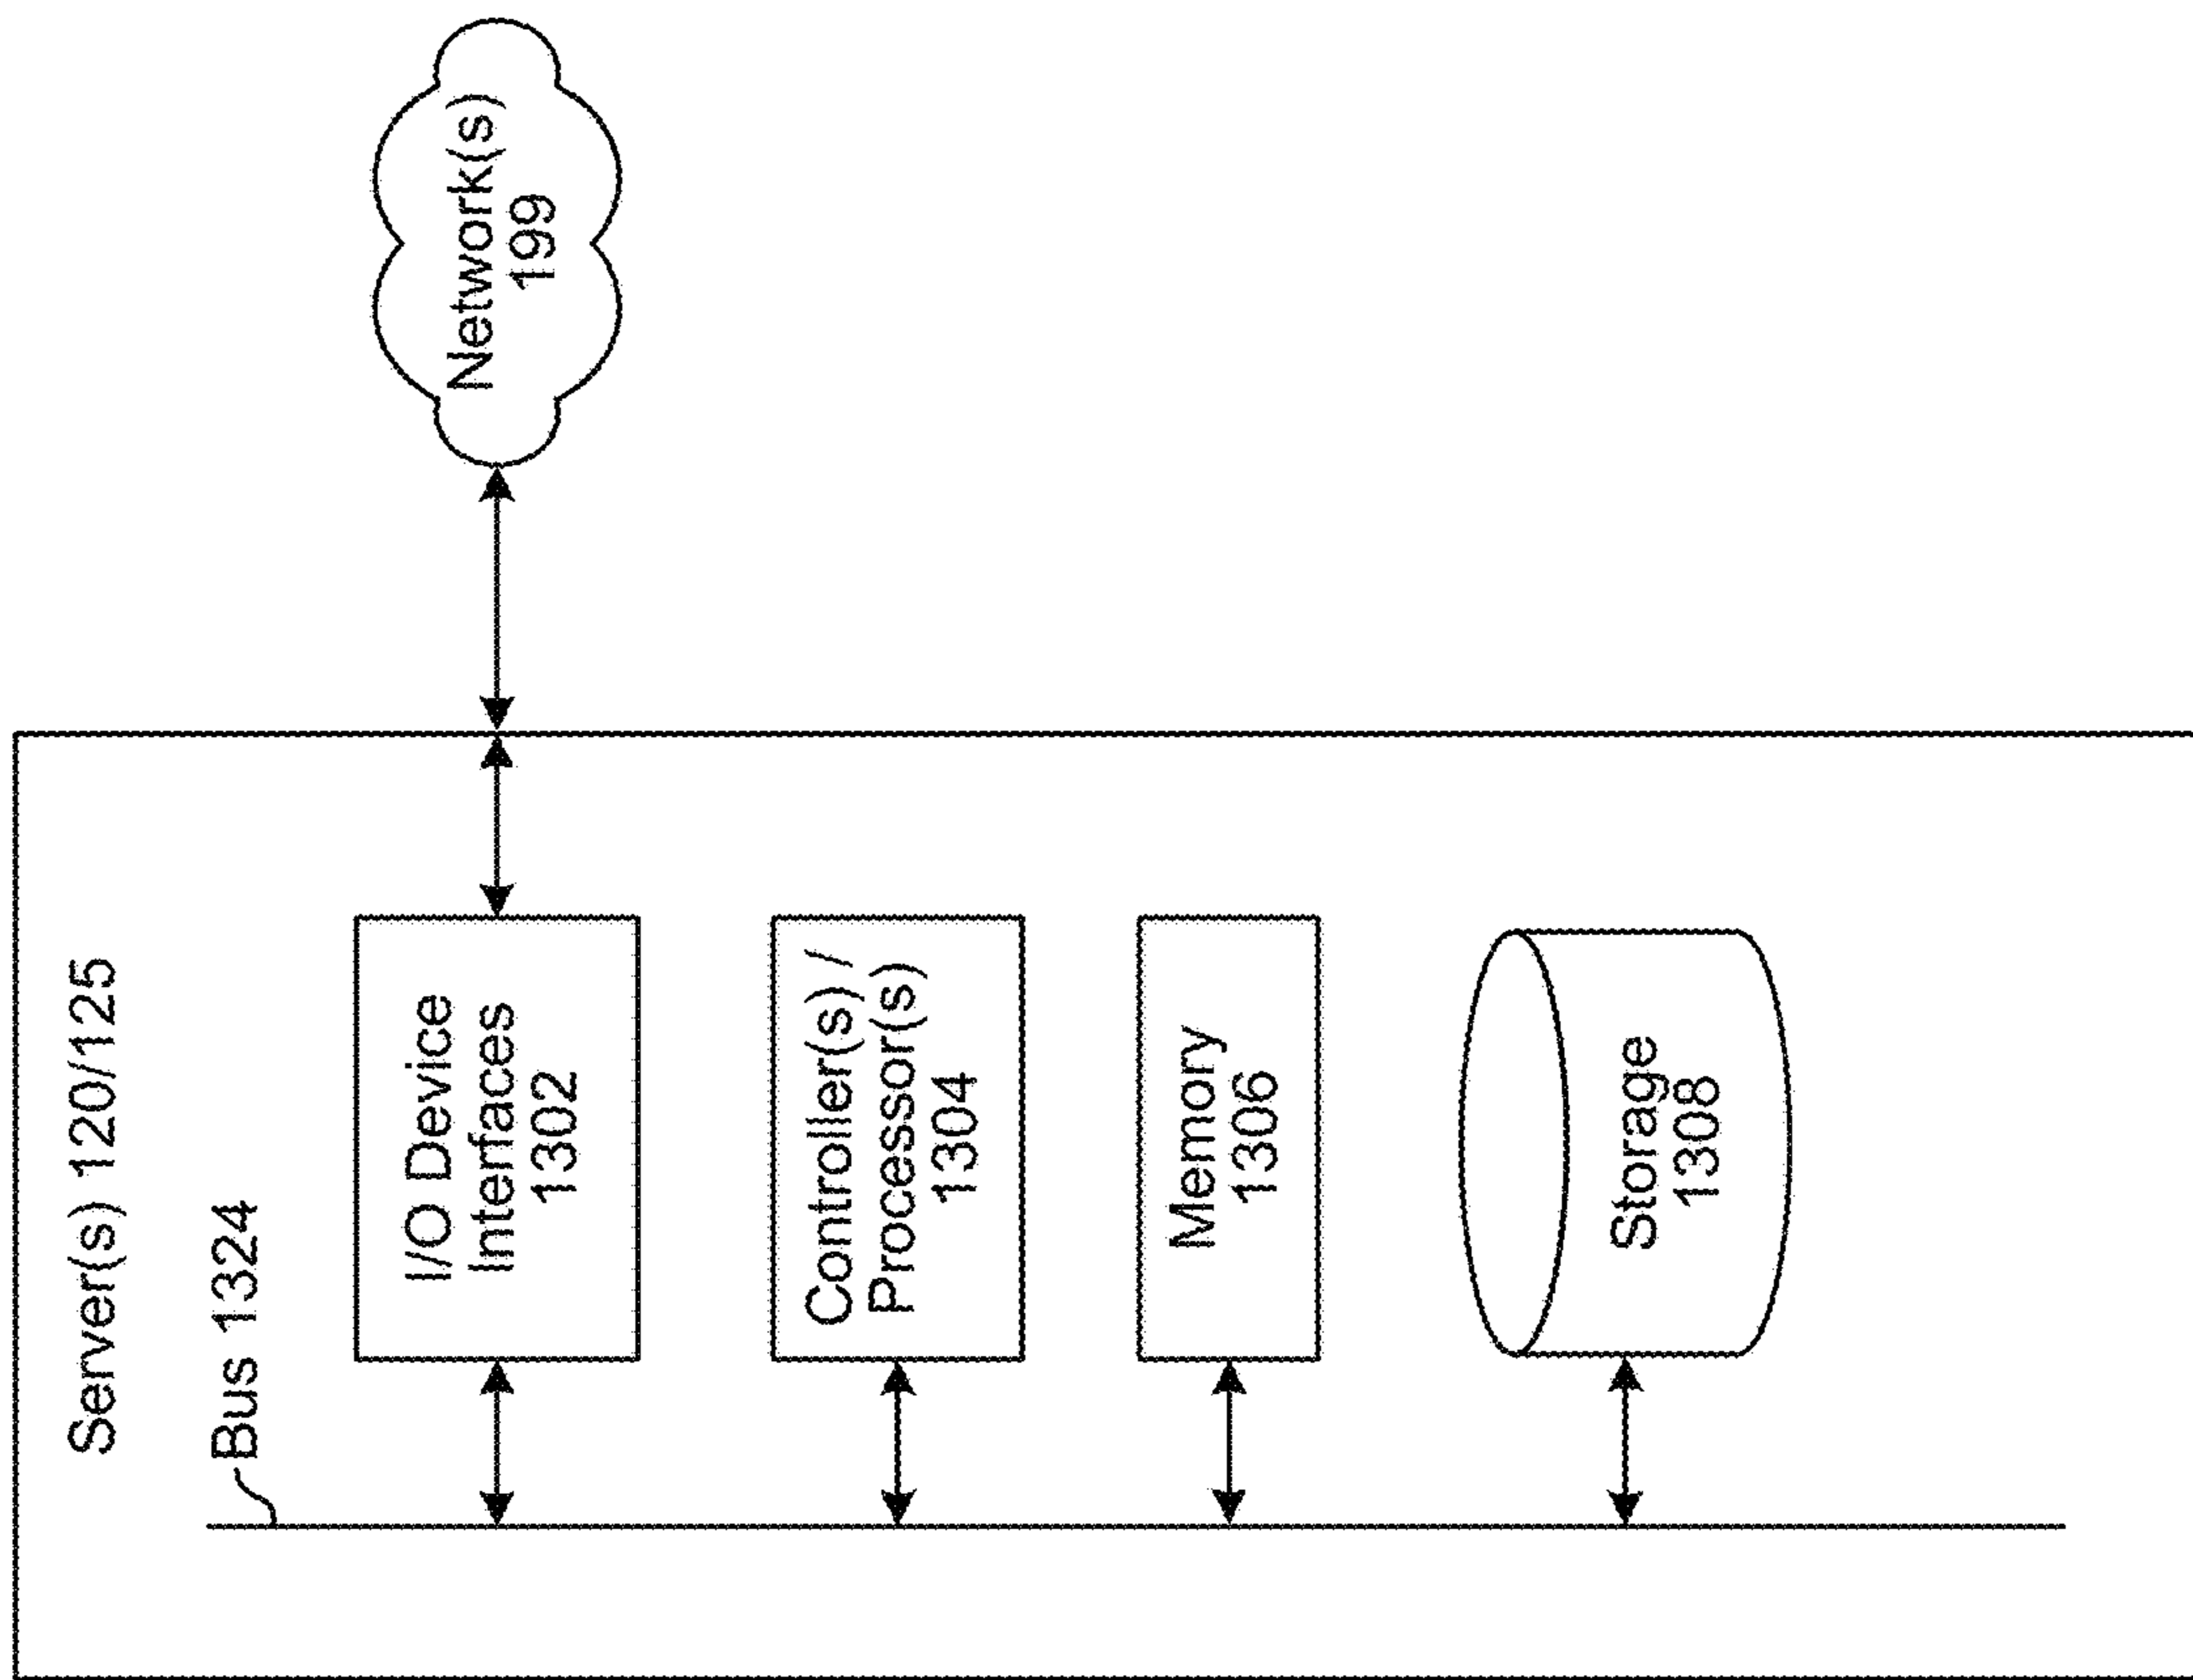 Server(s) 120/125
Bus 1324
I/O Device
Interfaces
1302
Network(s)
199
Controller(s) /
Processor(s)
1304
Memory
1306
Storage
1308